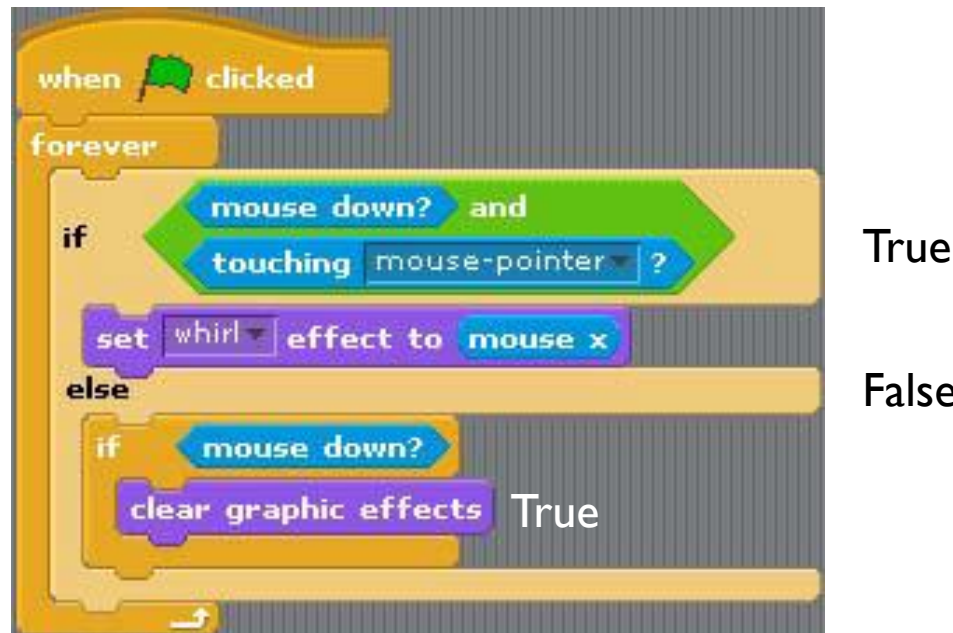 when clicked
forever
mouse down? and
if
touching mouse-pointer ?
True
set whirl effect to mouse x
else
False
if mouse down?
clear graphic effects
True